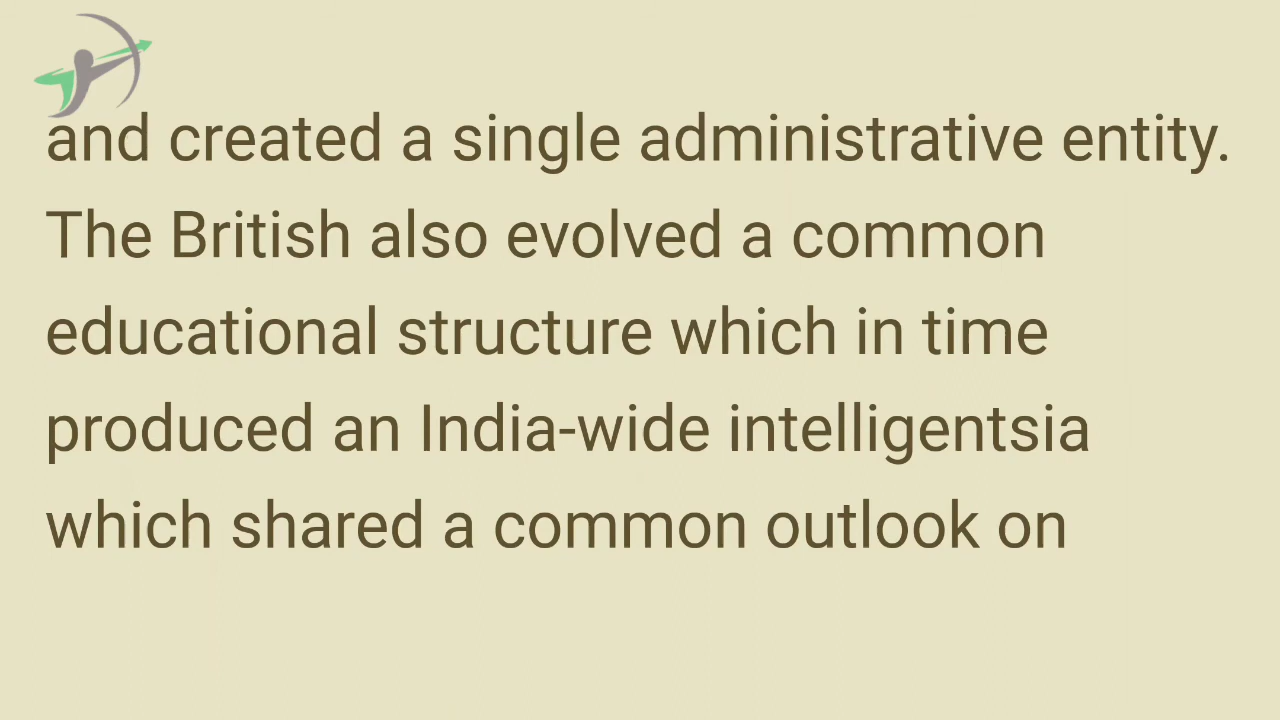 and created a single administrative entity.
The British also evolved a common
educational structure which in time
produced an India-wide intelligentsia
which shared a common outlook on